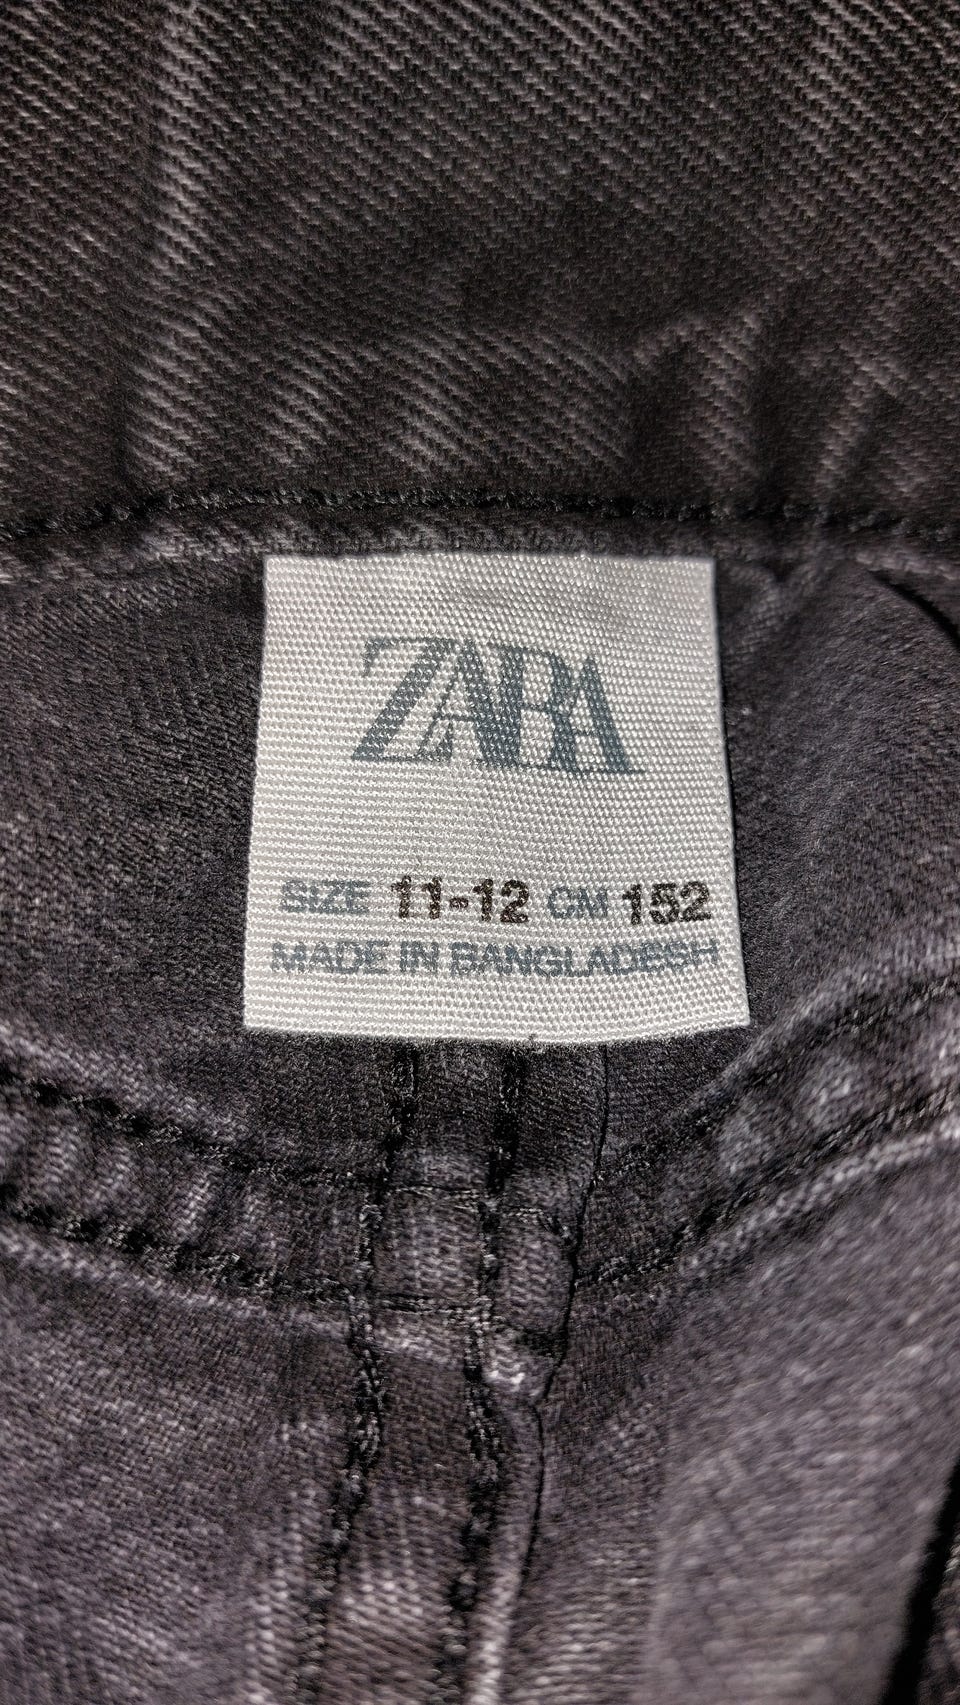 ZARA
SIZE 11-12 CM 152
MADE IN BANGLADESH